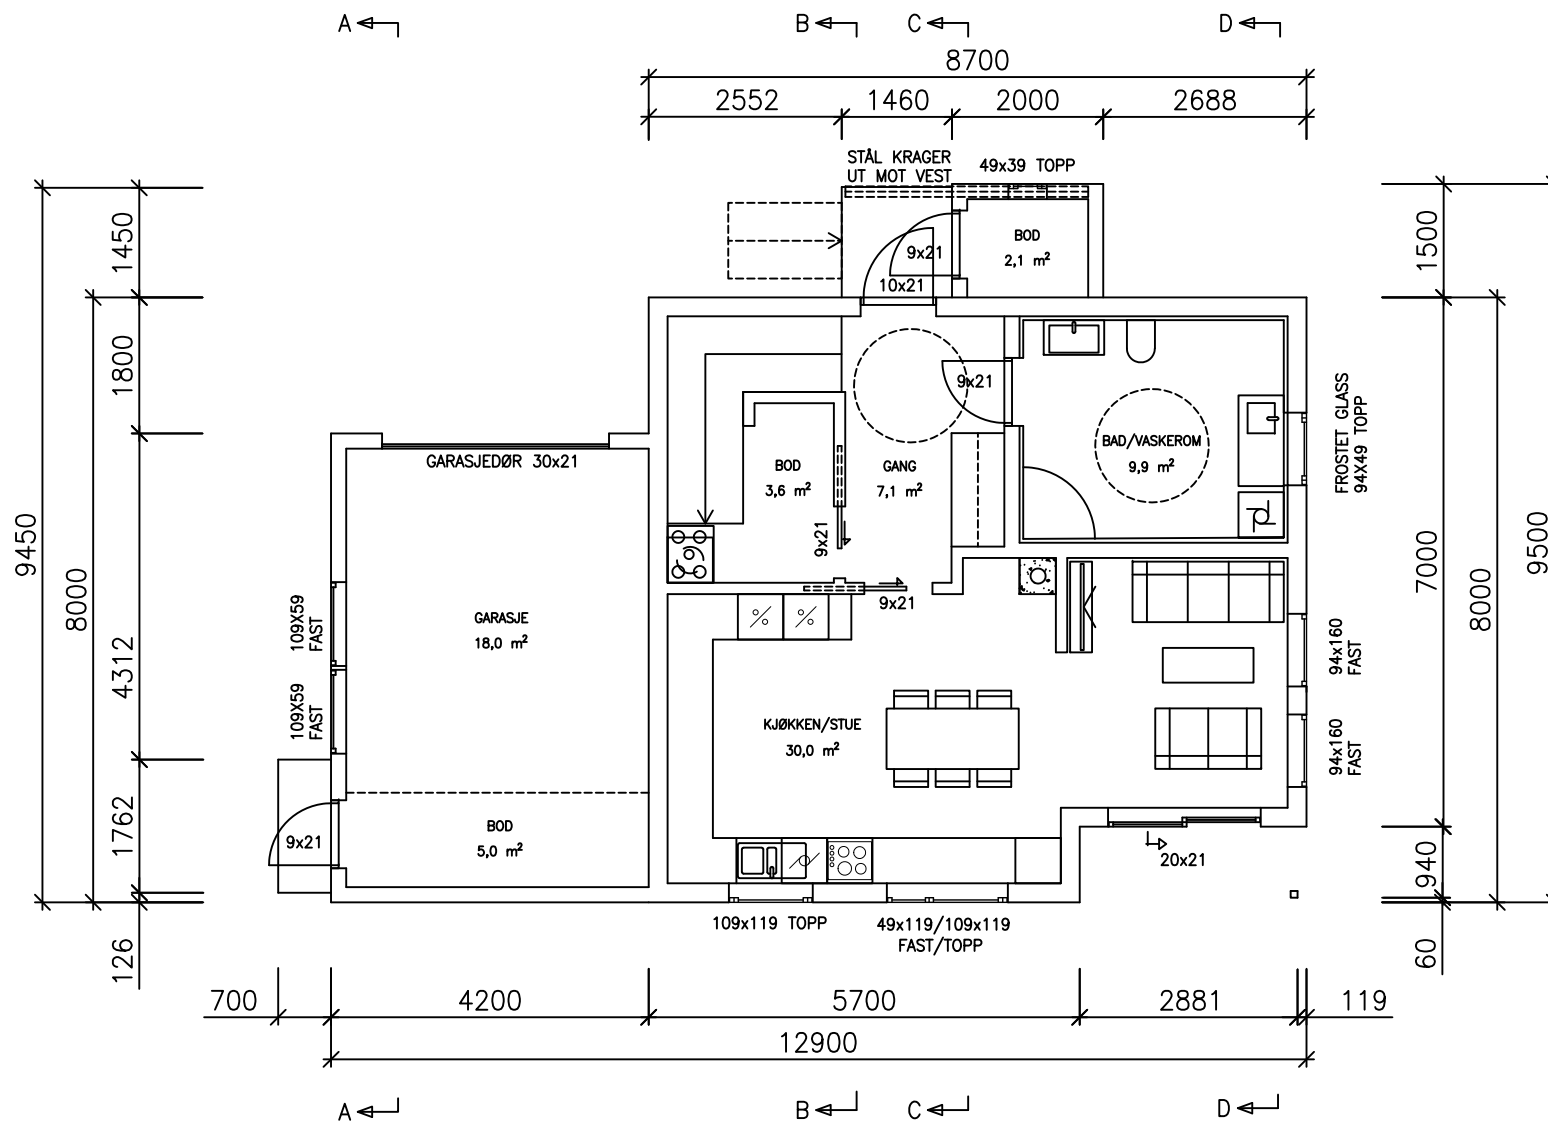 A
B
C
D
8700
2552
1460
2000
2688
STÅL KRAGER
UT MOT VEST
49x39 TOPP
1450
1800
4312
1762
126
9450
8000
BOD
2,1 m²
9x21
10x21
1500
7000
940
60
8000
9500
9x21
FROSTET GLASS
94X49 TOPP
BAD/VASKEROM
9,9 m²
GARASJEDØR 30x21
BOD
3,6 m²
GANG
7,1 m²
9x21
9x21
109X59
FAST
109X59
FAST
GARASJE
18,0 m²
94x160
FAST
94x160
FAST
KJØKKEN/STUE
30,0 m²
BOD
5,0 m²
9x21
20x21
109x119 TOPP
49x119/109x119
FAST/TOPP
700
4200
5700
2881
119
12900
A
B
C
D